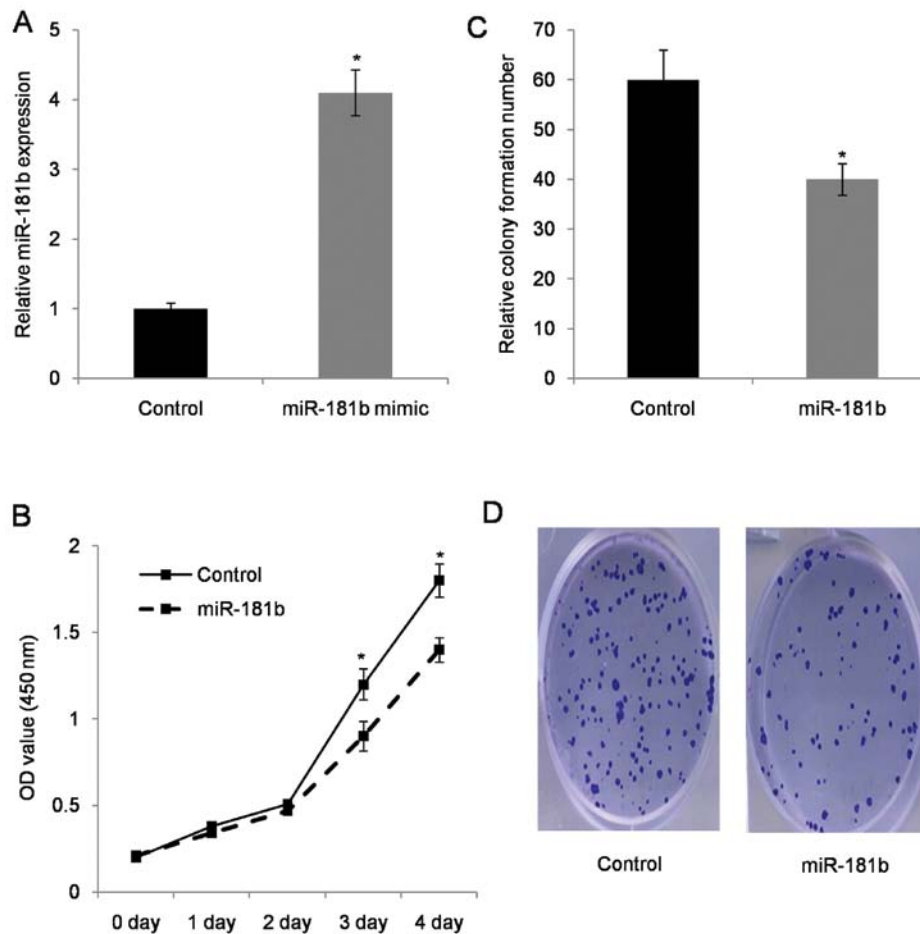 A
Relative miR-181b expression
5
4
3
2
1
0
*
Control
miR-181b mimic
C
Relative colony formation number
70
60
50
40
30
20
10
0
*
Control
miR-181b
B
OD value (450 nm)
2
1.5
1
0.5
0
Control
miR-181b
*
*
0 day
1 day
2 day
3 day
4 day
D
Control
miR-181b